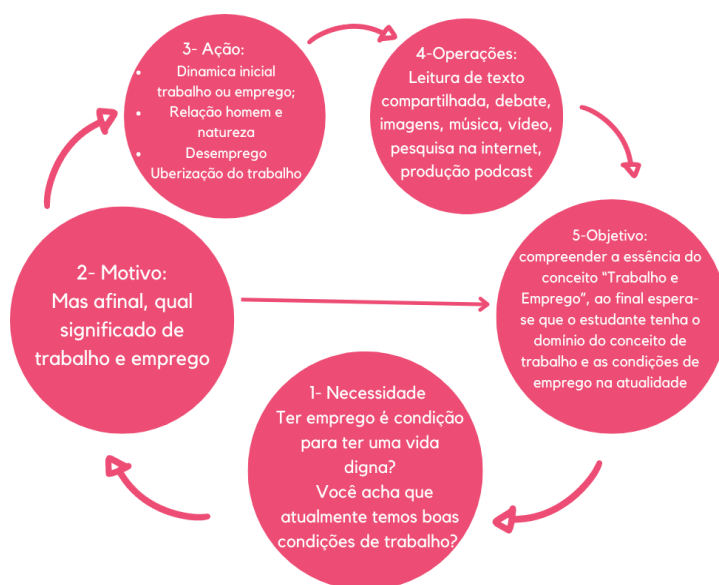 3- Ação:
• Dinamica inicial
trabalho ou emprego;
• Relação homem e
natureza
• Desemprego
Uberização do trabalho
4-Operações:
Leitura de texto
compartilhada, debate,
imagens, música, vídeo,
pesquisa na internet,
produção podcast
2- Motivo:
Mas afinal, qual
significado de
trabalho e emprego
5-Objetivo:
compreender a essência do
conceito "Trabalho e
Emprego", ao final espera-
se que o estudante tenha o
domínio do conceito de
trabalho e as condições de
emprego na atualidade
1- Necessidade
Ter emprego é condição
para ter uma vida
digna?
Você acha que
atualmente temos boas
condições de trabalho?